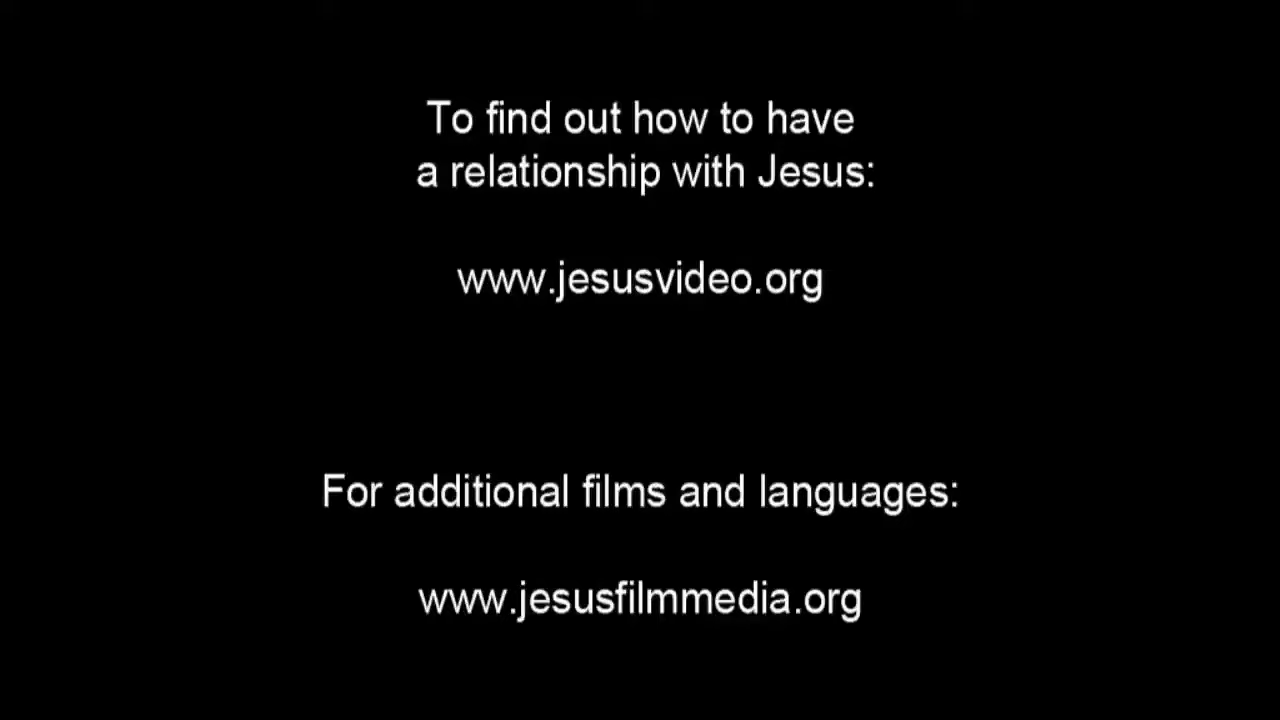 To find out how to have
a relationship with Jesus:
www.jesusvideo.org
For additional films and languages:
www.jesusfilmmedia.org